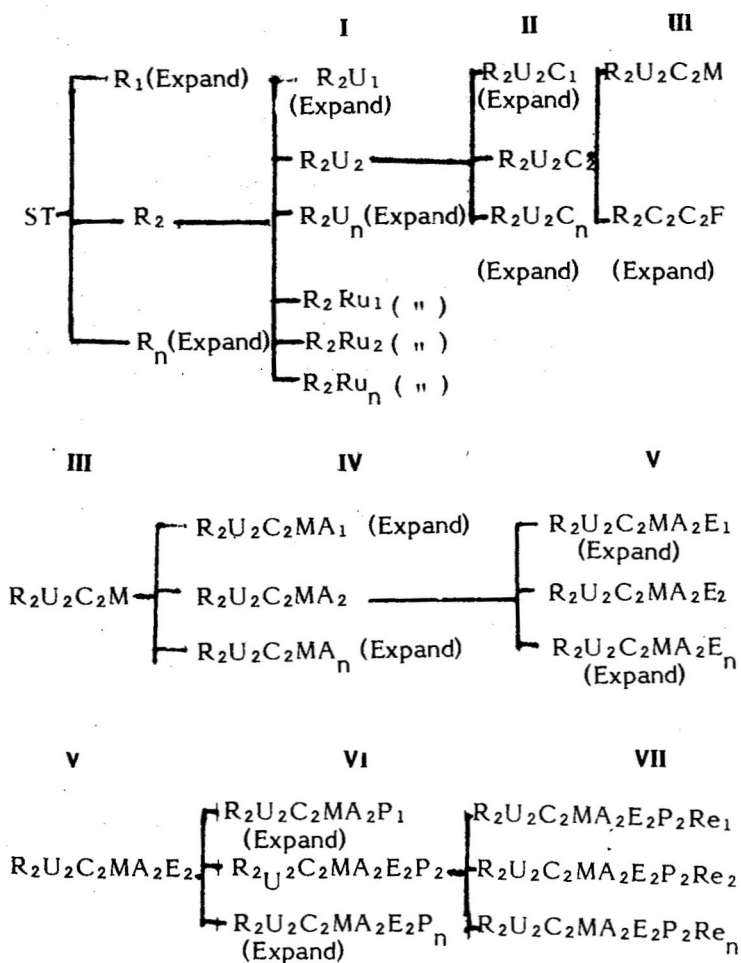 I II III
R₁(Expand) R₂U₁ R₂U₂C₁ R₂U₂C₂M
(Expand) (Expand)
R₂U₂ R₂U₂C₂
ST R₂ R₂Uₙ(Expand) R₂U₂Cₙ R₂C₂C₂F
(Expand) (Expand)
R₂Ru₁ ( " )
Rₙ(Expand) R₂Ru₂ ( " )
R₂Ruₙ ( " )
III IV V
R₂U₂C₂MA₁ (Expand) R₂U₂C₂MA₂E₁
(Expand)
R₂U₂C₂M R₂U₂C₂MA₂ R₂U₂C₂MA₂E₂
R₂U₂C₂MAₙ (Expand) R₂U₂C₂MA₂Eₙ
(Expand)
V VI VII
R₂U₂C₂MA₂P₁ R₂U₂C₂MA₂E₂P₂Re₁
(Expand)
R₂U₂C₂MA₂E₂ R₂U₂C₂MA₂E₂P₂ R₂U₂C₂MA₂E₂P₂Re₂
R₂U₂C₂MA₂E₂Pₙ R₂U₂C₂MA₂E₂P₂Reₙ
(Expand)